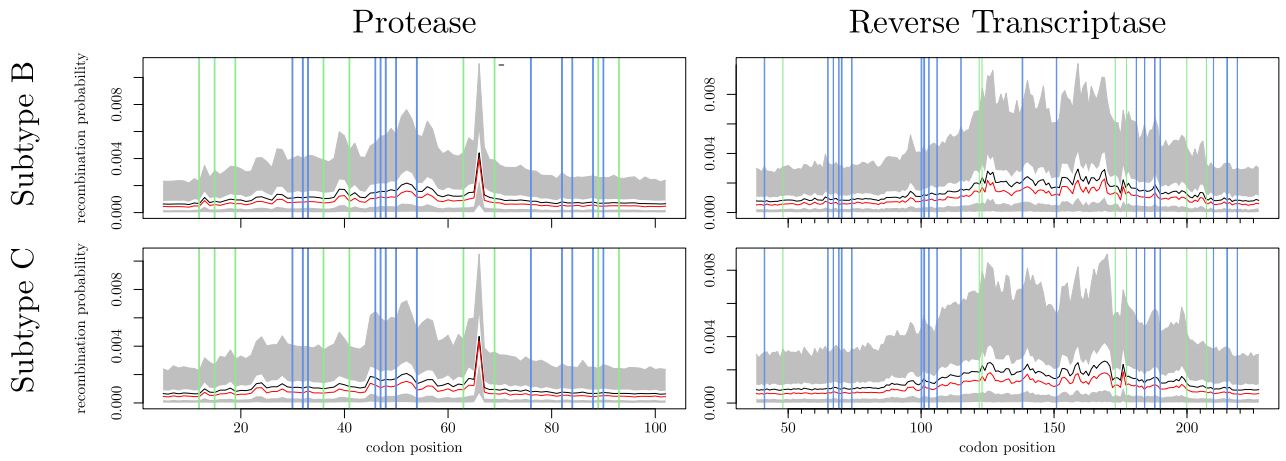 Protease
Reverse Transcriptase
Subtype B
recombination probability
0.000
0.004
0.008
0.000
0.004
0.008
Subtype C
recombination probability
0.000
0.004
0.008
0.000
0.004
0.008
20 40 60 80 100
50 100 150 200
codon position
codon position